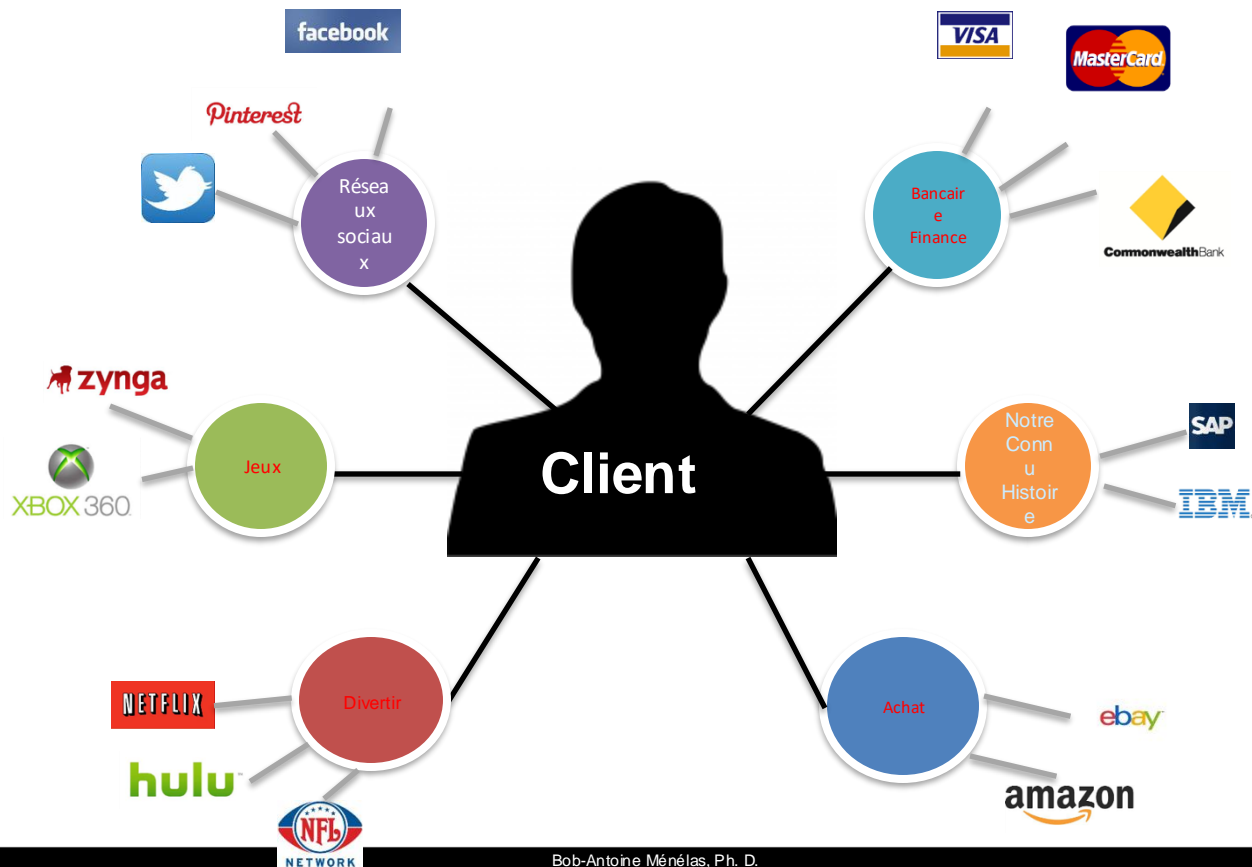 facebook
VISA
MasterCard
Pinterest
Résea
ux
sociau
x
Bancair
e
Finance
CommonwealthBank
zynga
XBOX 360
Jeux
Client
Notre
Conn
u
Histoir
e
SAP
IBM
NETFLIX
hulu
NFL
NETWORK
Divertir
Achat
ebay
amazon
Bob-Antoine Ménélas, Ph. D.